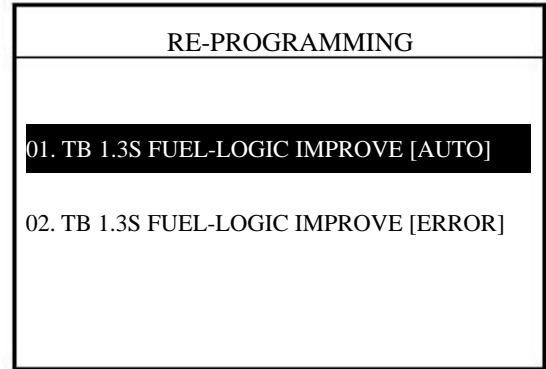 RE-PROGRAMMING
01. TB 1.3S FUEL-LOGIC IMPROVE [AUTO]
02. TB 1.3S FUEL-LOGIC IMPROVE [ERROR]